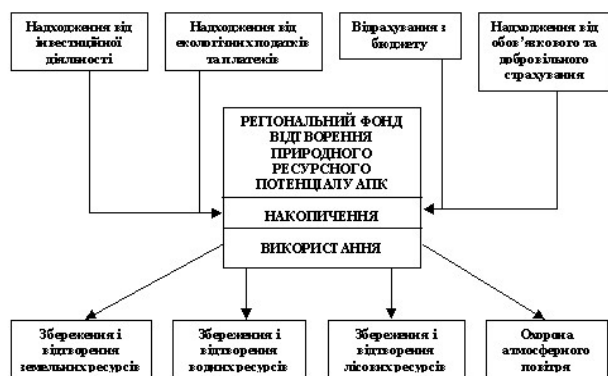 Надходження від
інвестиційної
діяльності
Надходження від
екологічних податків
та платежів
Відрахування з
бюджету
Надходження від
обов’язкового та
добровільного
страхування
РЕГІОНАЛЬНИЙ ФОНД
ВІДТВОРЕННЯ
ПРИРОДНОГО
РЕСУРСНОГО
ПОТЕНЦІАЛУ АПК
НАКОПИЧЕННЯ
ВИКОРИСТАННЯ
Збереження і
відтворення
земельних ресурсів
Збереження і
відтворення
водних ресурсів
Збереження і
відтворення
лісових ресурсів
Охорона
атмосферного
повітря